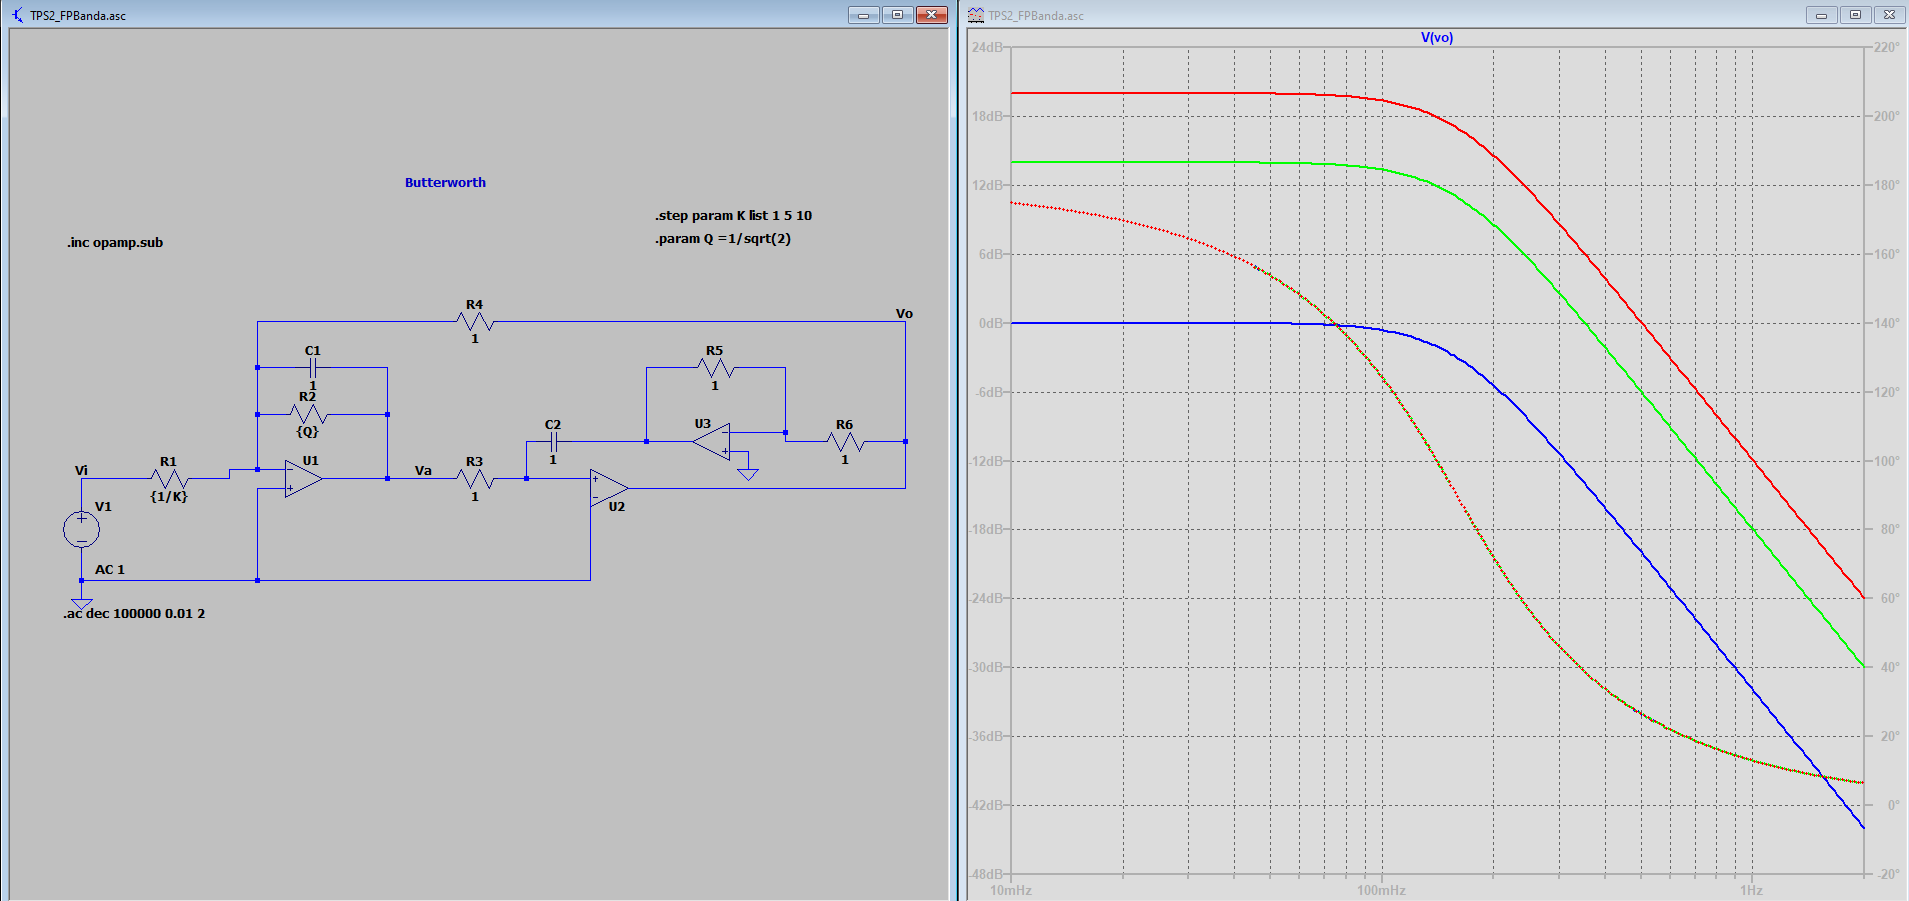 TPS2_FPBanda.asc
Butterworth
.step param K list 1 5 10
.param Q =1/sqrt(2)
.inc opamp.sub
R4
1
Vo
C1
1
R2
{Q}
R5
1
C2
1
U3
R6
1
Vi
R1
{1/K}
U1
Va
R3
1
U2
V1
AC 1
.ac dec 100000 0.01 2
TPS2_FPBanda.asc
V(vo)
24dB
18dB
12dB
6dB
0dB
-6dB
-12dB
-18dB
-24dB
-30dB
-36dB
-42dB
-48dB
220°
200°
180°
160°
140°
120°
100°
80°
60°
40°
20°
0°
-20°
10mHz
100mHz
1Hz